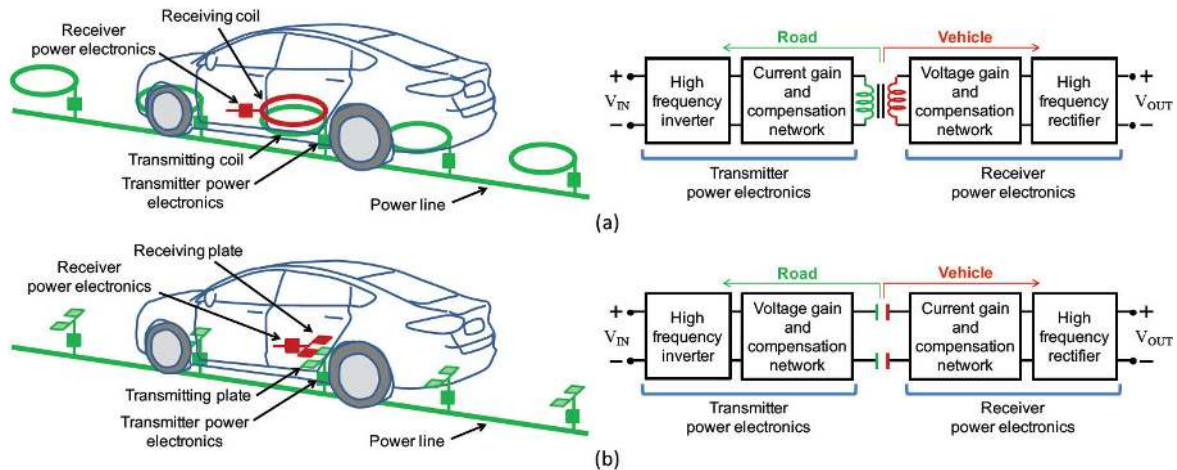 Receiving coil
Receiver
power electronics
Transmitting coil
Transmitter power
electronics
Power line
Road
Vehicle
+
V_IN
−
High
frequency
inverter
Current gain
and
compensation
network
Voltage gain
and
compensation
network
High
frequency
rectifier
+
V_OUT
−
Transmitter
power electronics
Receiver
power electronics
(a)
Receiving plate
Receiver
power electronics
Transmitting plate
Transmitter power
electronics
Power line
Road
Vehicle
+
V_IN
−
High
frequency
inverter
Voltage gain
and
compensation
network
Current gain
and
compensation
network
High
frequency
rectifier
+
V_OUT
−
Transmitter
power electronics
Receiver
power electronics
(b)